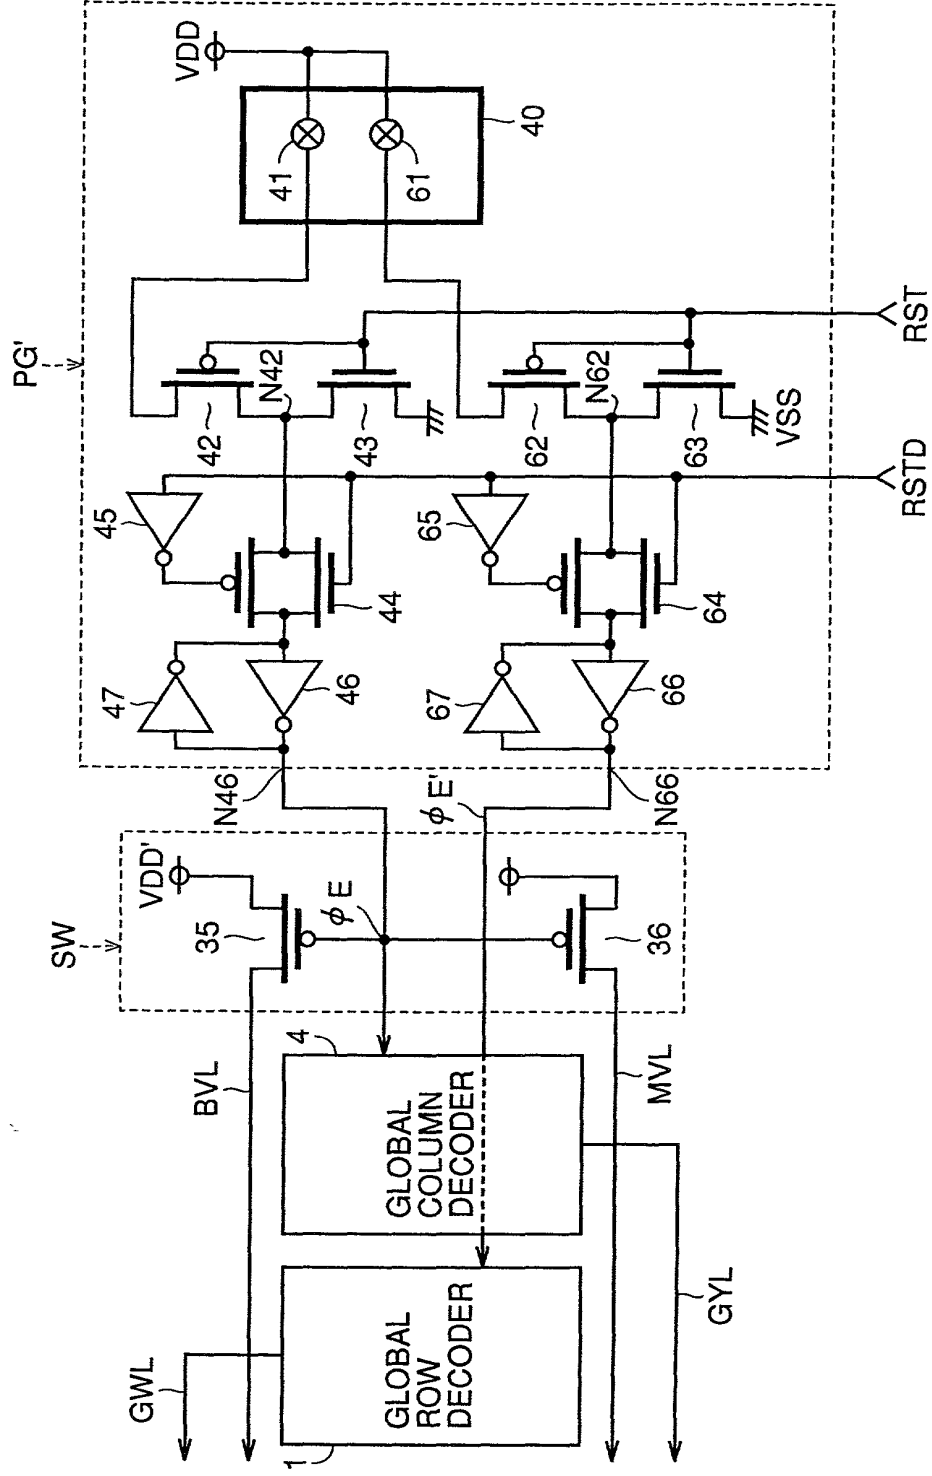 PG'
VDD
40
41
61
RST
N42
42
43
N62
62
63
VSS
RSTD
45
44
65
64
47
46
67
66
N46
φE'
N66
SW
VDD'
35
φE
36
BVL
4
GLOBAL
COLUMN
DECODER
MVL
GWL
1
GLOBAL
ROW
DECODER
GYL